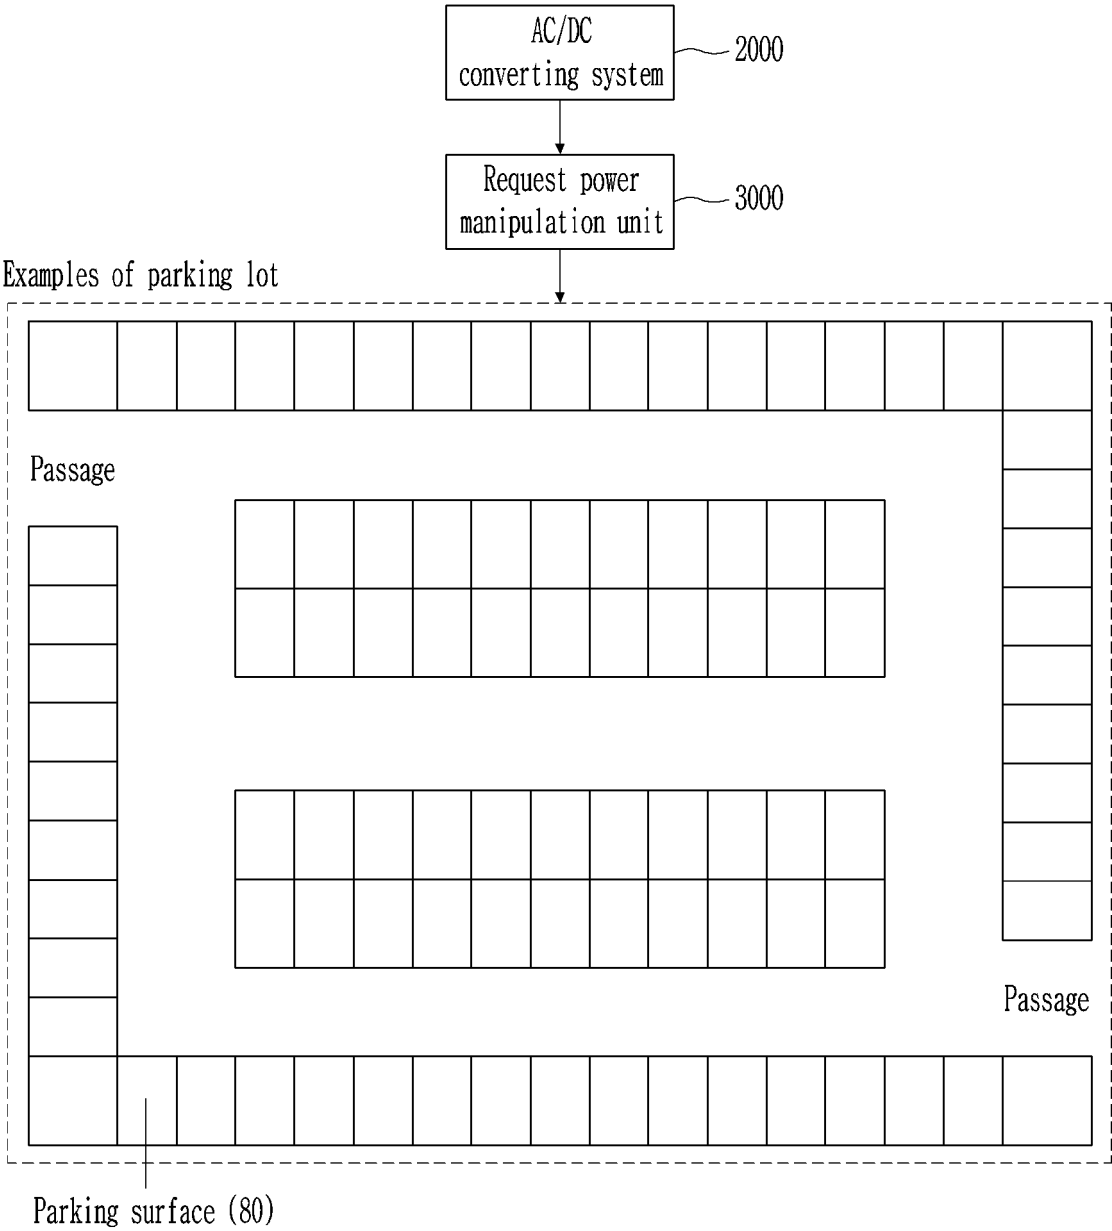 AC/DC
converting system
2000
Request power
manipulation unit
3000
Examples of parking lot
Passage
Passage
Parking surface (80)